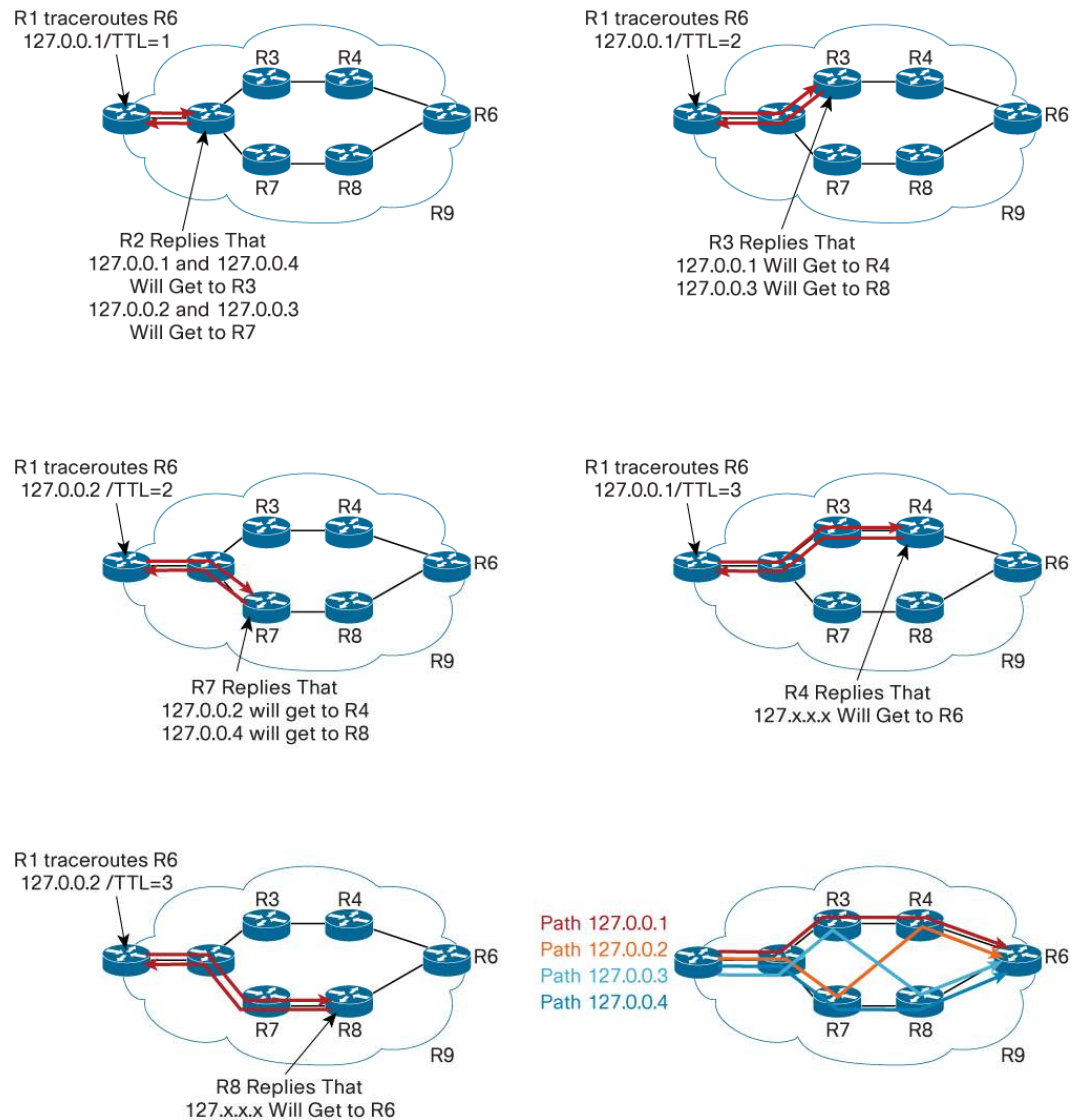 R1 traceroutes R6
127.0.0.1/TTL=1
R3
R4
R6
R7
R8
R9
R2 Replies That
127.0.0.1 and 127.0.0.4
Will Get to R3
127.0.0.2 and 127.0.0.3
Will Get to R7
R1 traceroutes R6
127.0.0.1/TTL=2
R3
R4
R6
R7
R8
R9
R3 Replies That
127.0.0.1 Will Get to R4
127.0.0.3 Will Get to R8
R1 traceroutes R6
127.0.0.2 /TTL=2
R3
R4
R6
R7
R8
R9
R7 Replies That
127.0.0.2 will get to R4
127.0.0.4 will get to R8
R1 traceroutes R6
127.0.0.1/TTL=3
R3
R4
R6
R7
R8
R9
R4 Replies That
127.x.x.x Will Get to R6
R1 traceroutes R6
127.0.0.2 /TTL=3
R3
R4
R6
R7
R8
R9
R8 Replies That
127.x.x.x Will Get to R6
R3
R4
Path 127.0.0.1
Path 127.0.0.2
Path 127.0.0.3
Path 127.0.0.4
R6
R7
R8
R9